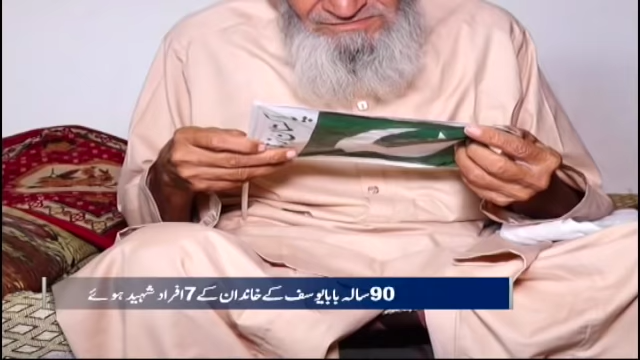 90 سالہ بابا یوسف کے خاندان کے 7 افراد شہید ہوئے